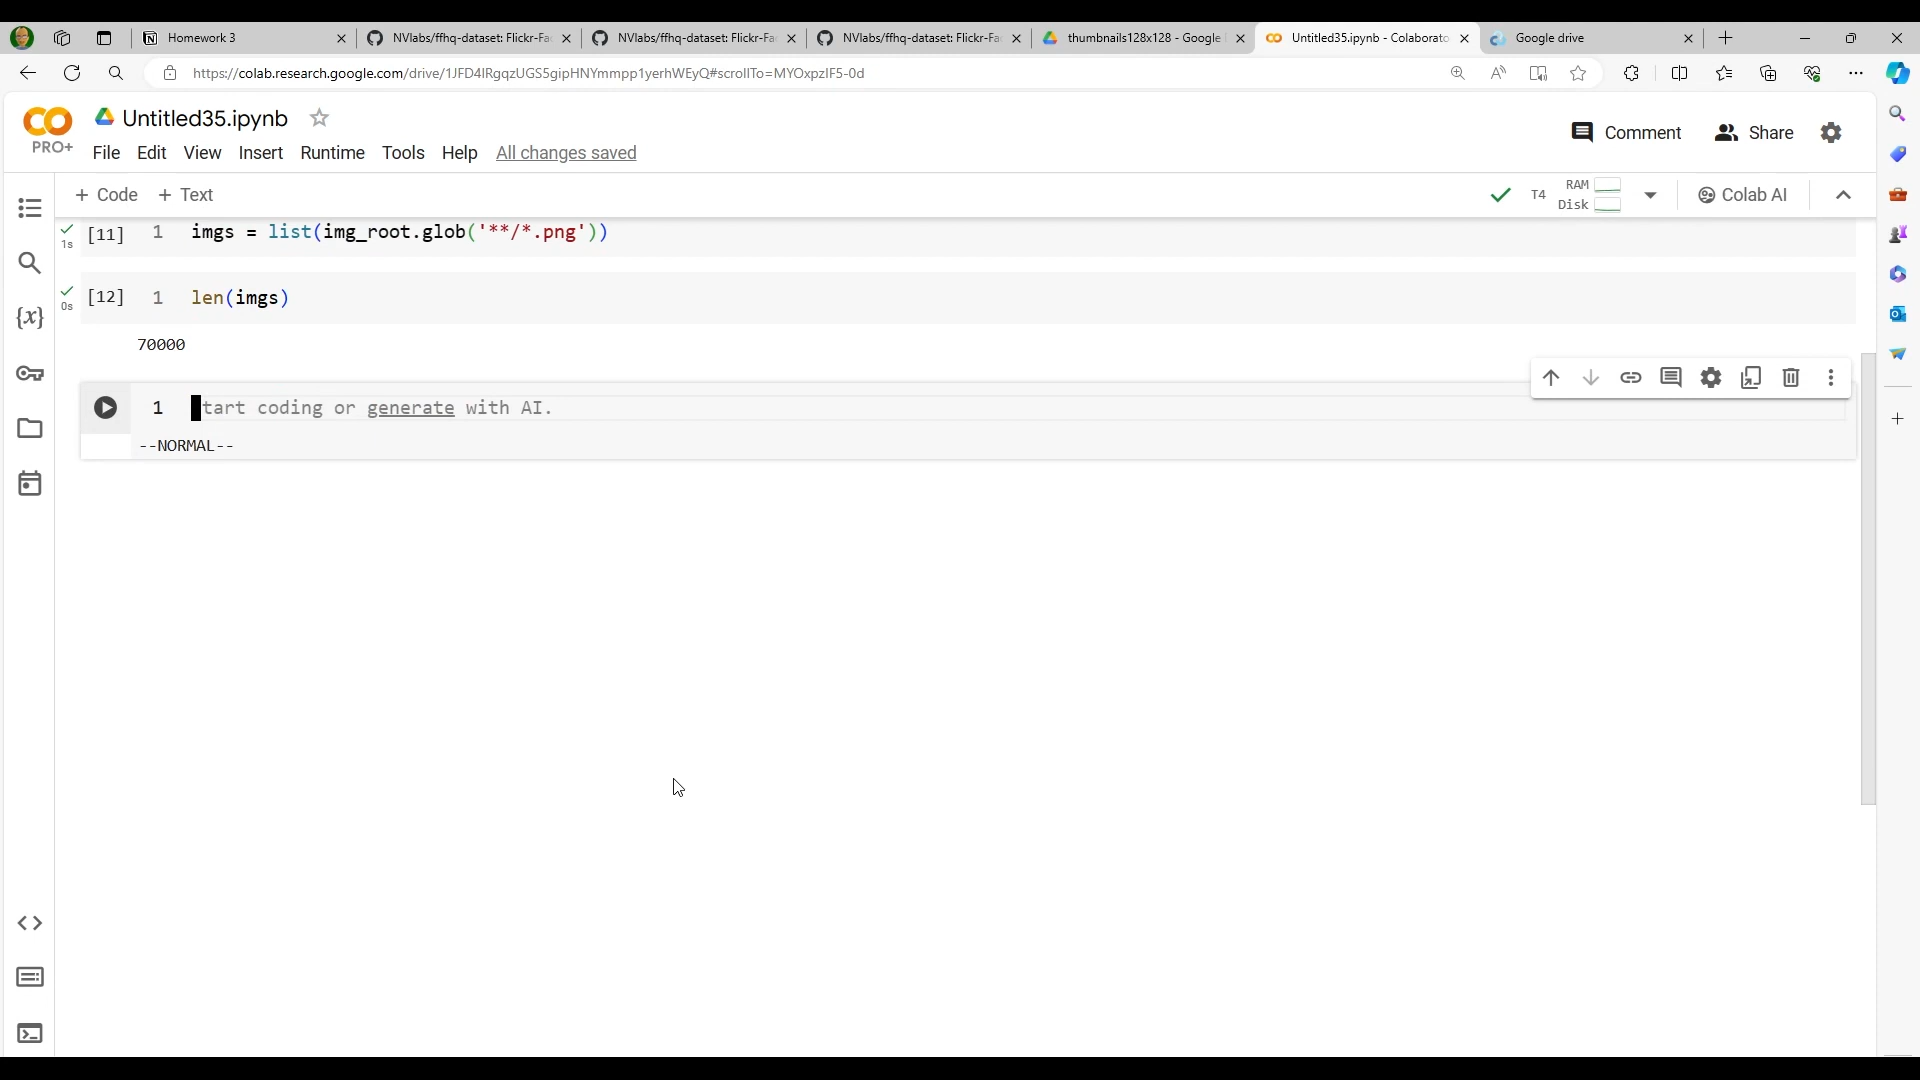 Homework 3
NVlabs/ffhq-dataset: Flickr-Fa
NVlabs/ffhq-dataset: Flickr-Fa
NVlabs/ffhq-dataset: Flickr-Fa
thumbnails128x128 - Google
Untitled35.ipynb - Colaborato
Google drive
https://colab.research.google.com/drive/1JFD4IRgqzUGS5gipHNYmmpp1yerhWEyQ#scrollTo=MYOxpzIF5-0d
Untitled35.ipynb
PRO+
File Edit View Insert Runtime Tools Help All changes saved
Comment
Share
+ Code + Text
T4
RAM
Disk
Colab AI
1s [11] 1 imgs = list(img_root.glob('**/*.png'))
0s [12] 1 len(imgs)
70000
{x}
1 tart coding or generate with AI.
--NORMAL--